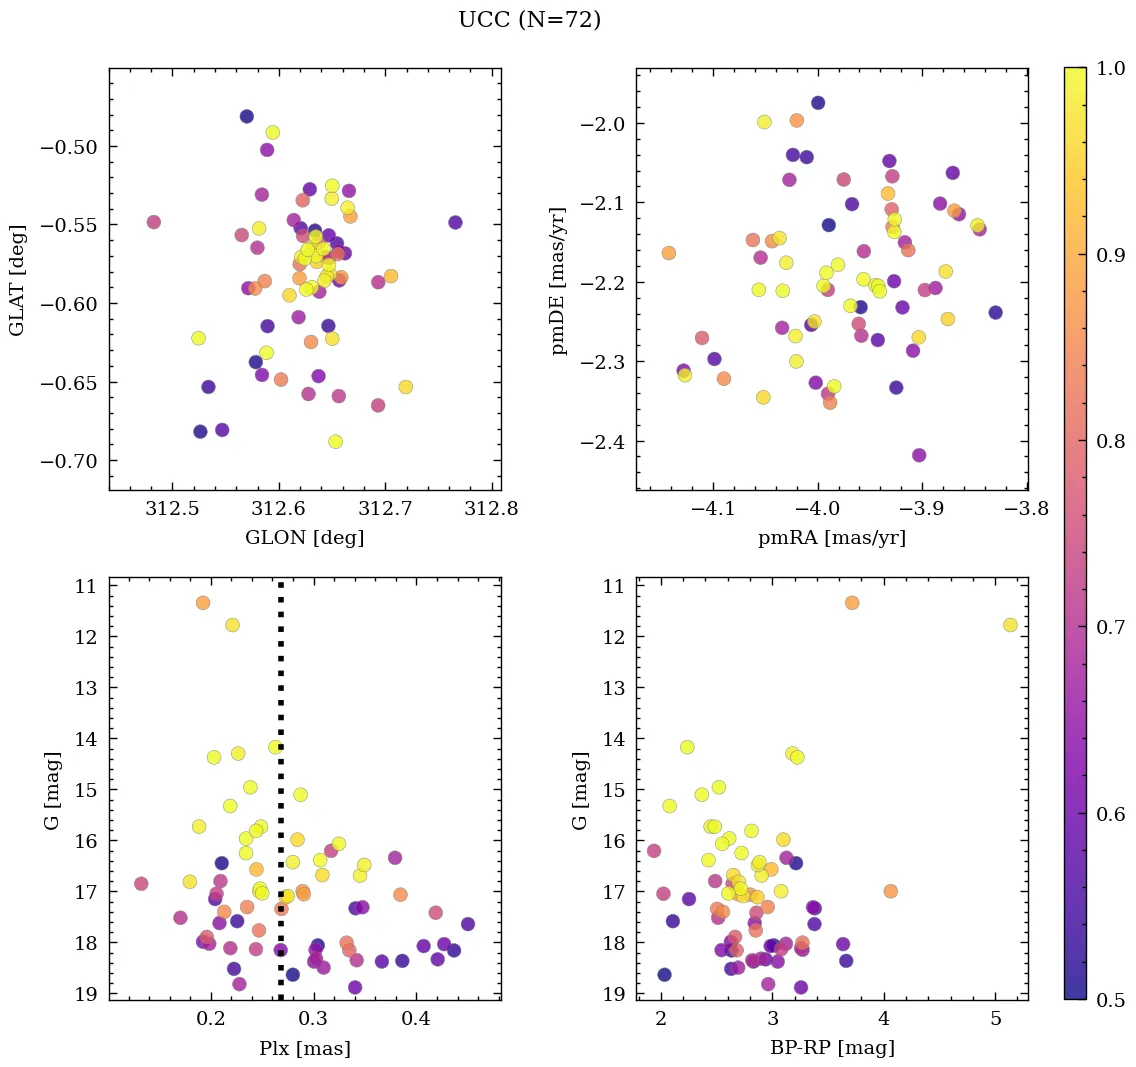 UCC (N=72)
−0.50
−0.55
−0.60
−0.65
−0.70
GLAT [deg]
312.5 312.6 312.7 312.8
GLON [deg]
−2.0
−2.1
−2.2
−2.3
−2.4
pmDE [mas/yr]
−4.1 −4.0 −3.9 −3.8
pmRA [mas/yr]
11
12
13
14
15
16
17
18
19
G [mag]
0.2 0.3 0.4
Plx [mas]
11
12
13
14
15
16
17
18
19
G [mag]
2 3 4 5
BP-RP [mag]
1.0
0.9
0.8
0.7
0.6
0.5